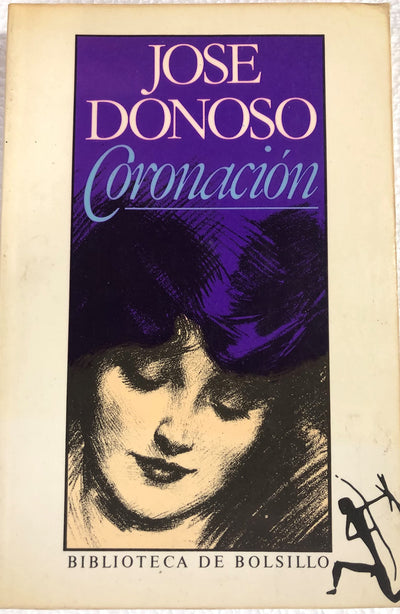 JOSE
DONOSO
Coronación
BIBLIOTECA DE BOLSILLO